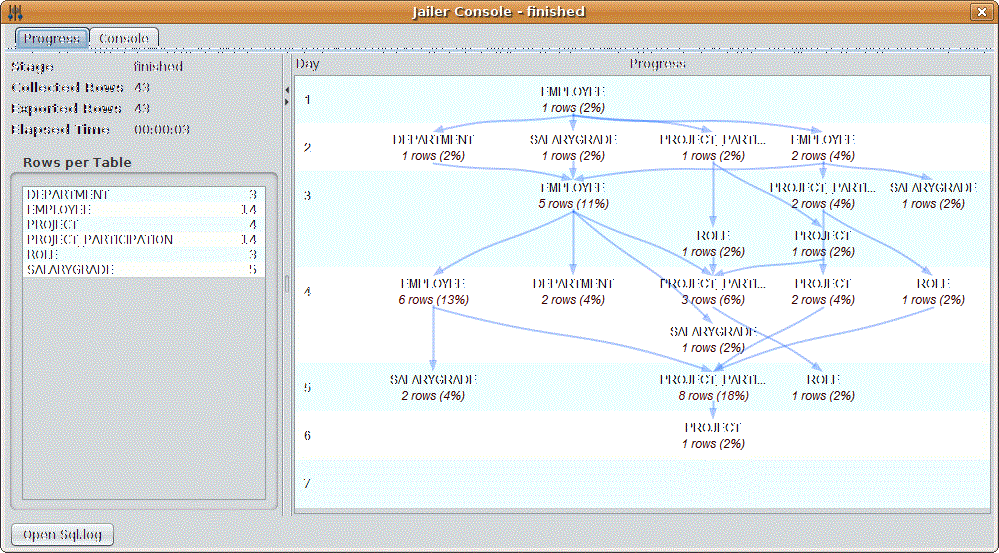 Jailer Console - finished
Progress Console
Stage finished
Collected Rows 43
Exported Rows 43
Elapsed Time 00:00:03
Rows per Table
DEPARTMENT 3
EMPLOYEE 14
PROJECT 4
PROJECT_PARTICIPATION 14
ROLE 3
SALARYGRADE 5
Open Sql.log
Day Progress
1
EMPLOYEE
1 rows (2%)
2
DEPARTMENT SALARYGRADE PROJECT_PARTI... EMPLOYEE
1 rows (2%) 1 rows (2%) 1 rows (2%) 2 rows (4%)
3
EMPLOYEE PROJECT_PARTI... SALARYGRADE
5 rows (11%) 2 rows (4%) 1 rows (2%)
ROLE PROJECT
1 rows (2%) 1 rows (2%)
4
EMPLOYEE DEPARTMENT PROJECT_PARTI... PROJECT ROLE
6 rows (13%) 2 rows (4%) 3 rows (6%) 2 rows (4%) 1 rows (2%)
SALARYGRADE
1 rows (2%)
5
SALARYGRADE PROJECT_PARTI... ROLE
2 rows (4%) 8 rows (18%) 1 rows (2%)
6
PROJECT
1 rows (2%)
7